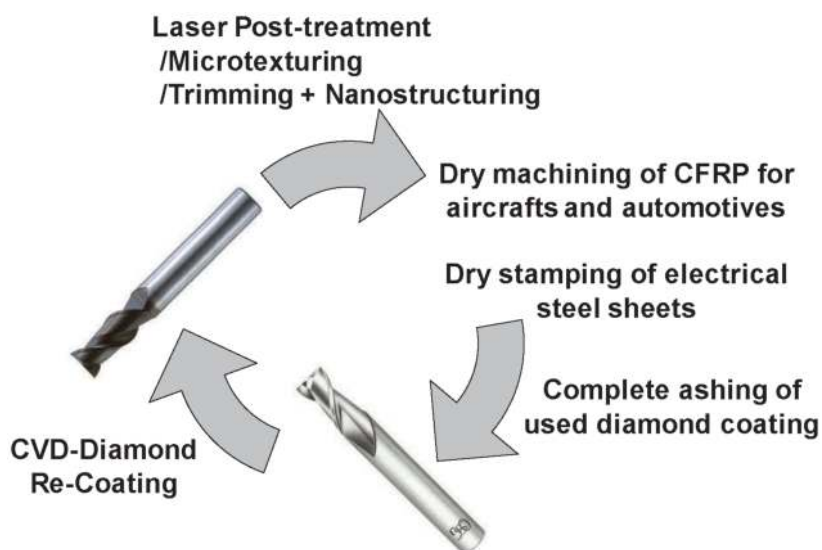 Laser Post-treatment
/Microtexturing
/Trimming + Nanostructuring
Dry machining of CFRP for
aircrafts and automotives
Dry stamping of electrical
steel sheets
Complete ashing of
used diamond coating
CVD-Diamond
Re-Coating